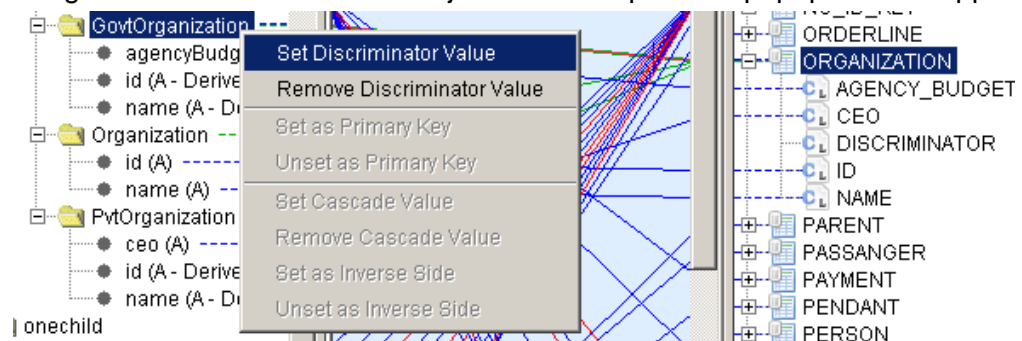 GovtOrganization
agencyBudg
id (A - Derive
name (A - D
Organization
id (A)
name (A)
PvtOrganization
ceo (A)
id (A - Derive
name (A - D
onechild
Set Discriminator Value
Remove Discriminator Value
Set as Primary Key
Unset as Primary Key
Set Cascade Value
Remove Cascade Value
Set as Inverse Side
Unset as Inverse Side
ORDERLINE
ORGANIZATION
AGENCY_BUDGET
CEO
DISCRIMINATOR
ID
NAME
PARENT
PASSANGER
PAYMENT
PENDANT
PERSON